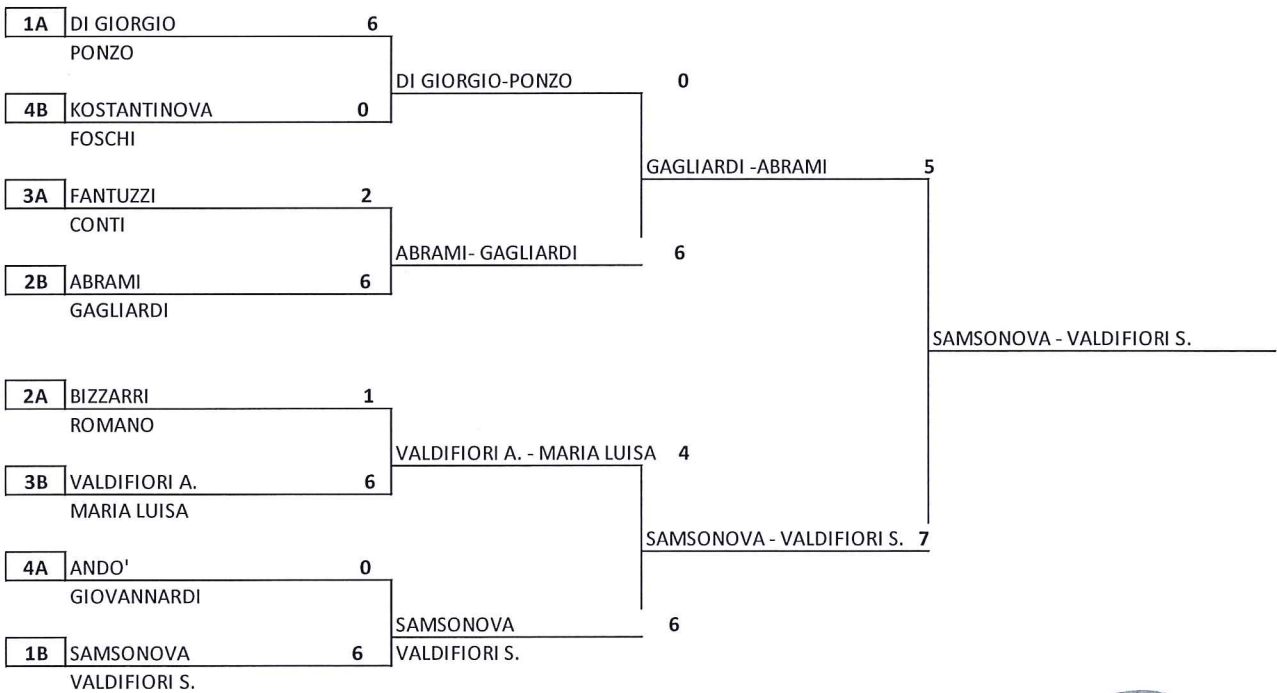 1A DI GIORGIO 6
PONZO
DI GIORGIO-PONZO 0
4B KOSTANTINOVA 0
FOSCHI
GAGLIARDI -ABRAMI 5
3A FANTUZZI 2
CONTI
ABRAMI- GAGLIARDI 6
2B ABRAMI 6
GAGLIARDI
SAMSONOVA - VALDIFIORI S.
2A BIZZARRI 1
ROMANO
VALDIFIORI A. - MARIA LUISA 4
3B VALDIFIORI A. 6
MARIA LUISA
SAMSONOVA - VALDIFIORI S. 7
4A ANDO' 0
GIOVANNARDI
SAMSONOVA 6
1B SAMSONOVA 6 VALDIFIORI S.
VALDIFIORI S.